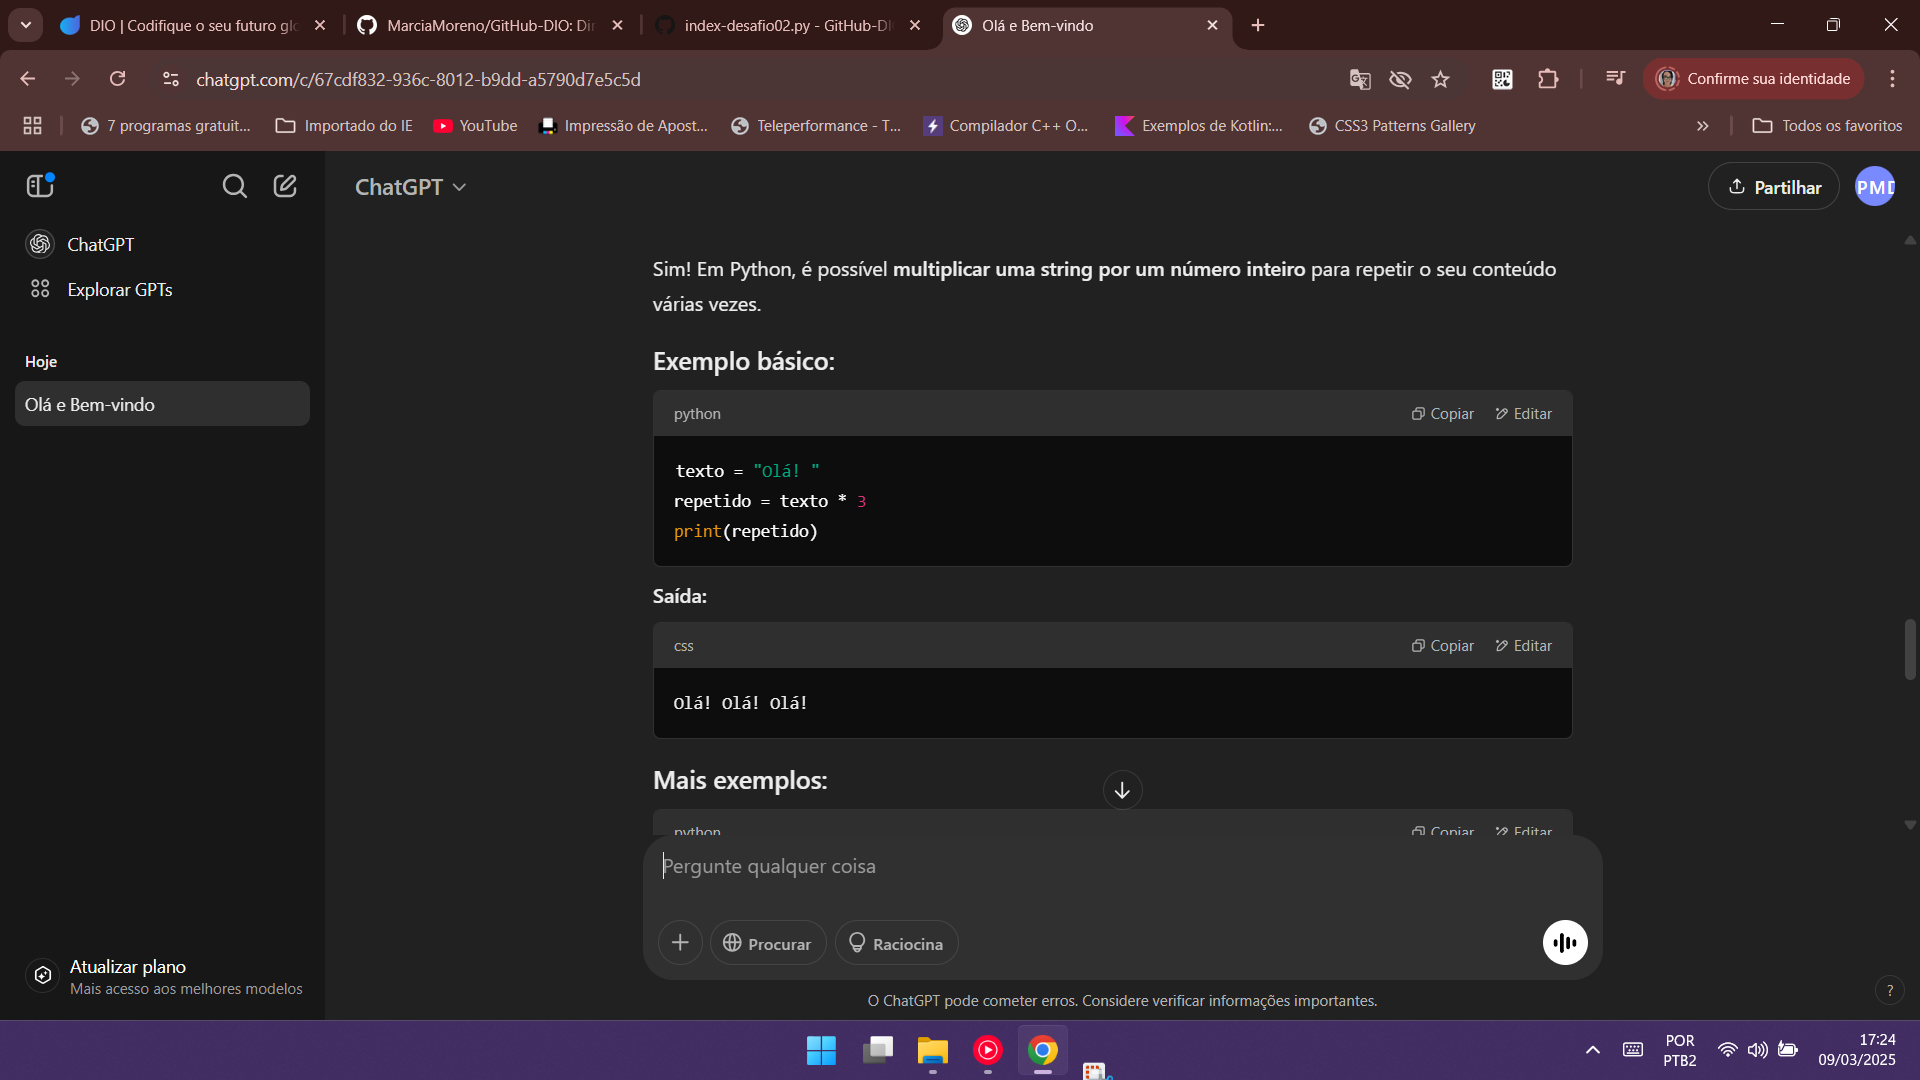 DIO | Codifique o seu futuro glo
MarciaMoreno/GitHub-DIO: Dir
index-desafio02.py - GitHub-DI
Olá e Bem-vindo
chatgpt.com/c/67cdf832-936c-8012-b9dd-a5790d7e5c5d
Confirme sua identidade
7 programas gratuit...
Importado do IE
YouTube
Impressão de Apost...
Teleperformance - T...
Compilador C++ O...
Exemplos de Kotlin:...
CSS3 Patterns Gallery
»
Todos os favoritos
ChatGPT
Explorar GPTs
Hoje
Olá e Bem-vindo
Atualizar plano
Mais acesso aos melhores modelos
ChatGPT
Partilhar
PMD
Sim! Em Python, é possível multiplicar uma string por um número inteiro para repetir o seu conteúdo
várias vezes.
Exemplo básico:
python
Copiar
Editar
texto = "Olá! "
repetido = texto * 3
print(repetido)
Saída:
css
Copiar
Editar
Olá! Olá! Olá!
Mais exemplos:
python
Copiar
Editar
Pergunte qualquer coisa
Procurar
Raciocina
O ChatGPT pode cometer erros. Considere verificar informações importantes.
?
POR
PTB2
17:24
09/03/2025